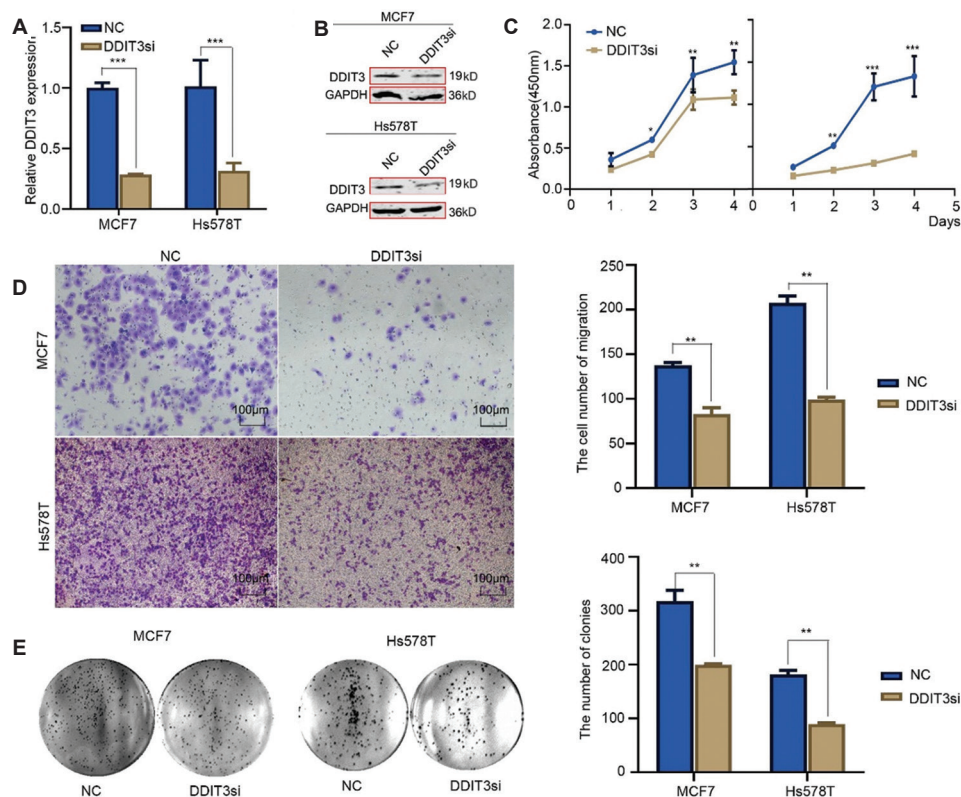 A
Relative DDIT3 expression
1.5
1.0
0.5
0.0
***
***
NC
DDIT3si
MCF7
Hs578T
B
MCF7
NC
DDIT3si
DDIT3
19kD
GAPDH
36kD
Hs578T
NC
DDIT3si
DDIT3
19kD
GAPDH
36kD
C
Absorbance(450nm)
2.0
1.5
1.0
0.5
0.0
NC
DDIT3si
*
**
**
**
***
***
0
1
2
3
4
0
1
2
3
4
5
Days
D
NC
DDIT3si
MCF7
Hs578T
100μm
100μm
100μm
100μm
The cell number of migration
250
200
150
100
50
0
**
**
NC
DDIT3si
MCF7
Hs578T
E
MCF7
Hs578T
NC
DDIT3si
NC
DDIT3si
The number of clonies
400
300
200
100
0
**
**
NC
DDIT3si
MCF7
Hs578T